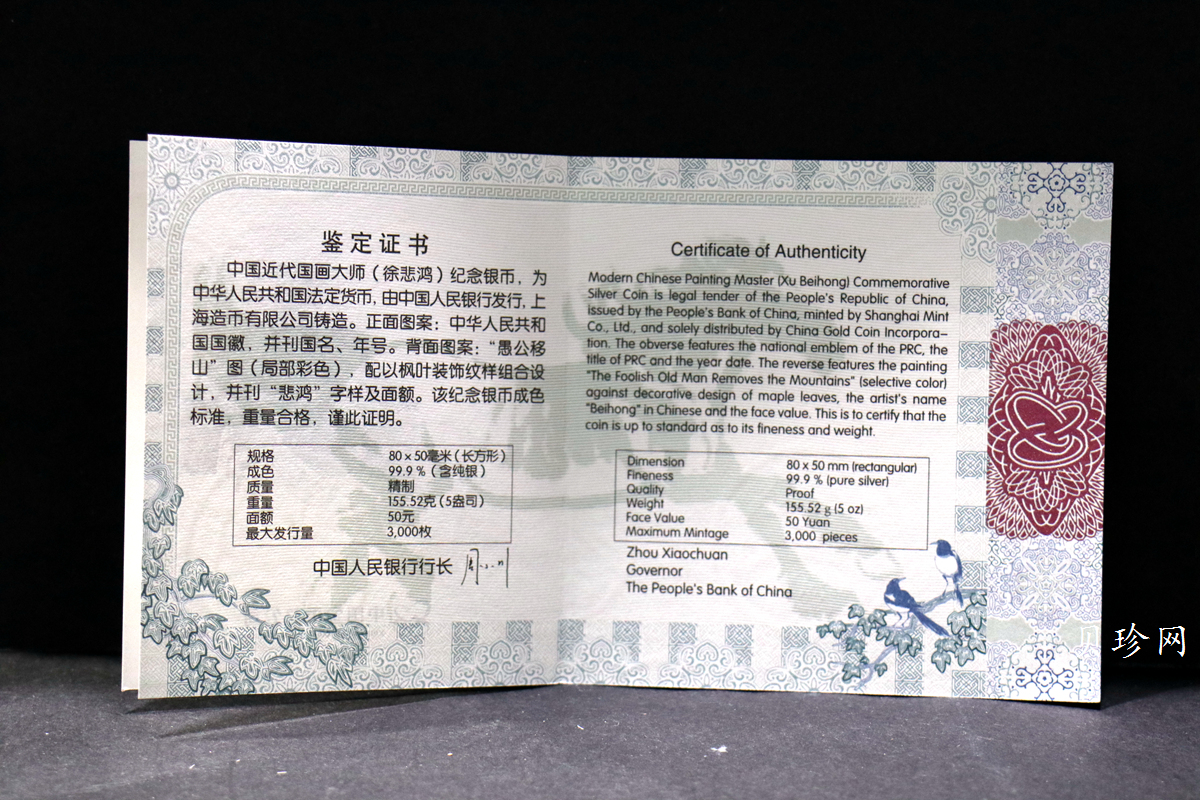 鉴定证书
中国近代国画大师（徐悲鸿）纪念银币，为
中华人民共和国法定货币，由中国人民银行发行，上
海造币有限公司铸造。正面图案：中华人民共和
国国徽，并刊国名、年号。背面图案：“愚公移
山”图（局部彩色），配以枫叶装饰纹样组合设
计，并刊“悲鸿”字样及面额。该纪念银币成色
标准，重量合格，谨此证明。
规格 80×50毫米（长方形）
成色 99.9 %（含纯银）
质量 精制
重量 155.52克（5盎司）
面额 50元
最大发行量 3,000枚
中国人民银行行长
Certificate of Authenticity
Modern Chinese Painting Master (Xu Beihong) Commemorative
Silver Coin is legal tender of the People's Republic of China,
issued by the People's Bank of China, minted by Shanghai Mint
Co., Ltd., and solely distributed by China Gold Coin Incorpora-
tion. The obverse features the national emblem of the PRC, the
title of PRC and the year date. The reverse features the painting
"The Foolish Old Man Removes the Mountains" (selective color)
against decorative design of maple leaves, the artist's name
"Beihong" in Chinese and the face value. This is to certify that the
coin is up to standard as to its fineness and weight.
Dimension 80 x 50 mm (rectangular)
Fineness 99.9 % (pure silver)
Quality Proof
Weight 155.52 g (5 oz)
Face Value 50 Yuan
Maximum Mintage 3,000 pieces
Zhou Xiaochuan
Governor
The People's Bank of China
珍网